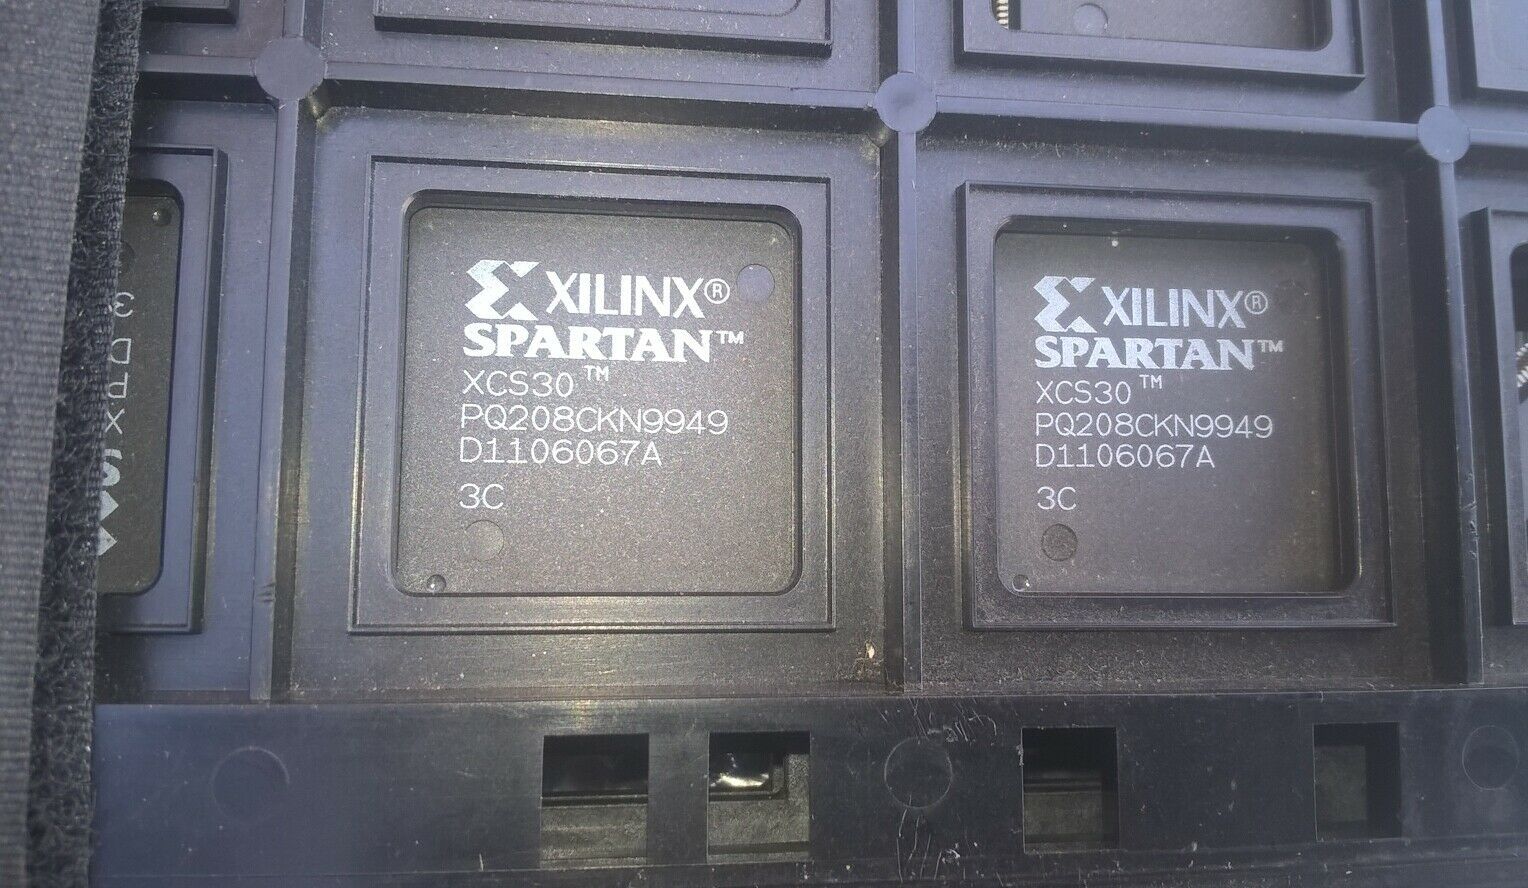 XILINX®
SPARTAN™
XCS30™
PQ208CKN9949
D1106067A
3C
XILINX®
SPARTAN™
XCS30™
PQ208CKN9949
D1106067A
3C